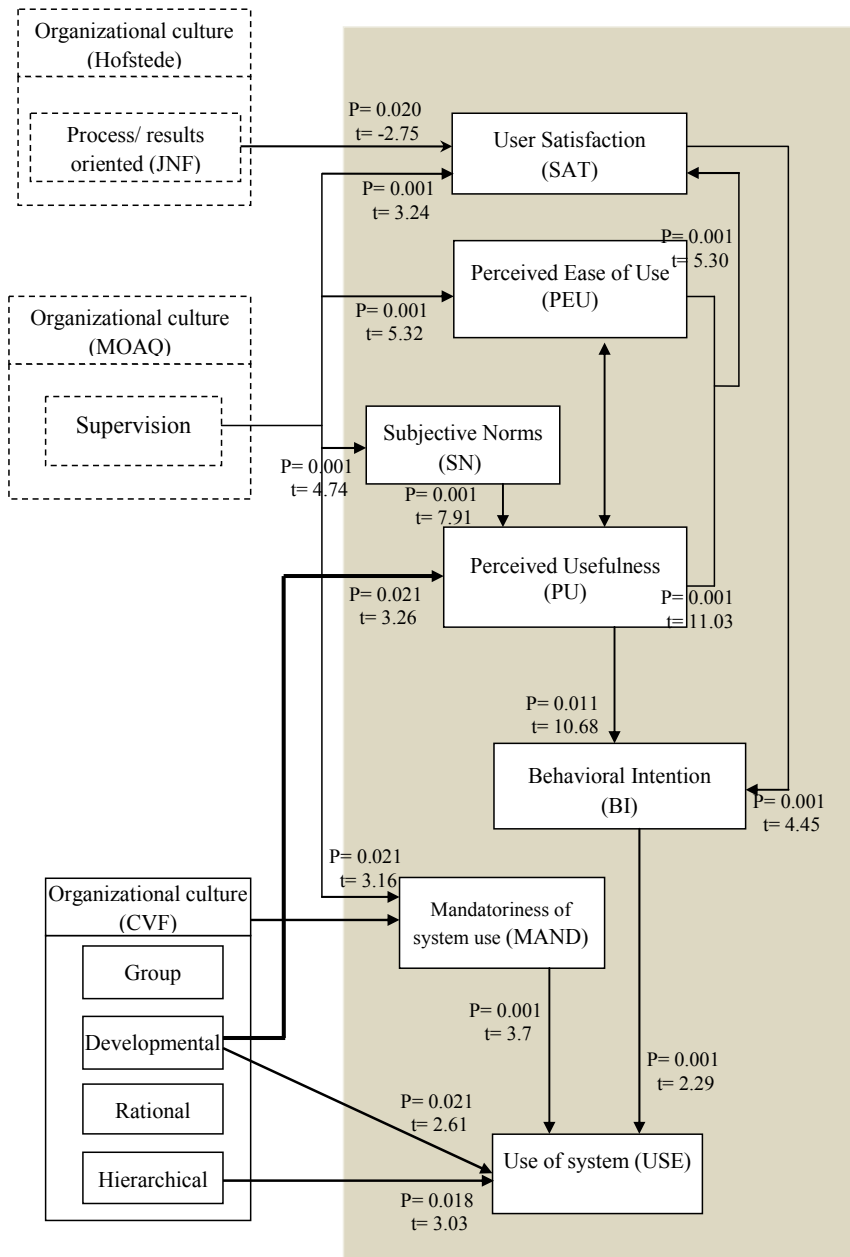 Organizational culture
(Hofstede)
Process/ results
oriented (JNF)
P= 0.020
t= -2.75
User Satisfaction
(SAT)
P= 0.001
t= 3.24
P= 0.001
t= 5.30
Perceived Ease of Use
(PEU)
P= 0.001
t= 5.32
Organizational culture
(MOAQ)
Supervision
Subjective Norms
(SN)
P= 0.001
t= 4.74
P= 0.001
t= 7.91
Perceived Usefulness
(PU)
P= 0.021
t= 3.26
P= 0.001
t= 11.03
P= 0.011
t= 10.68
Behavioral Intention
(BI)
P= 0.001
t= 4.45
P= 0.021
t= 3.16
Organizational culture
(CVF)
Mandatoriness of
system use (MAND)
Group
Developmental
Rational
Hierarchical
P= 0.001
t= 3.7
P= 0.001
t= 2.29
P= 0.021
t= 2.61
Use of system (USE)
P= 0.018
t= 3.03